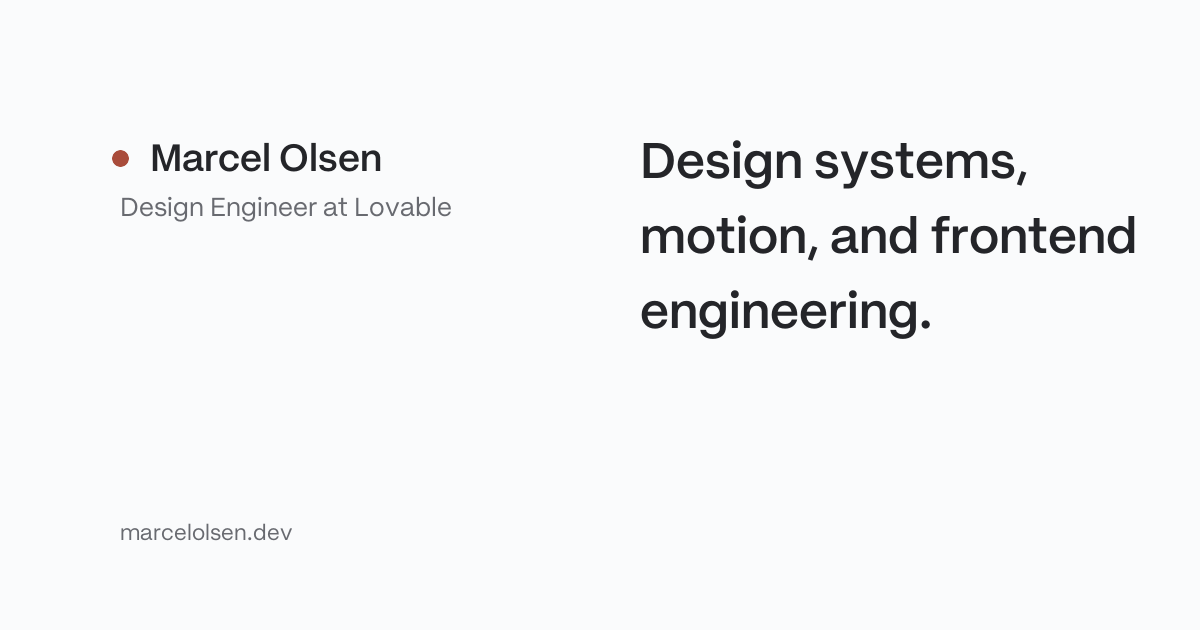 Marcel Olsen
Design Engineer at Lovable
marcelolsen.dev
Design systems,
motion, and frontend
engineering.